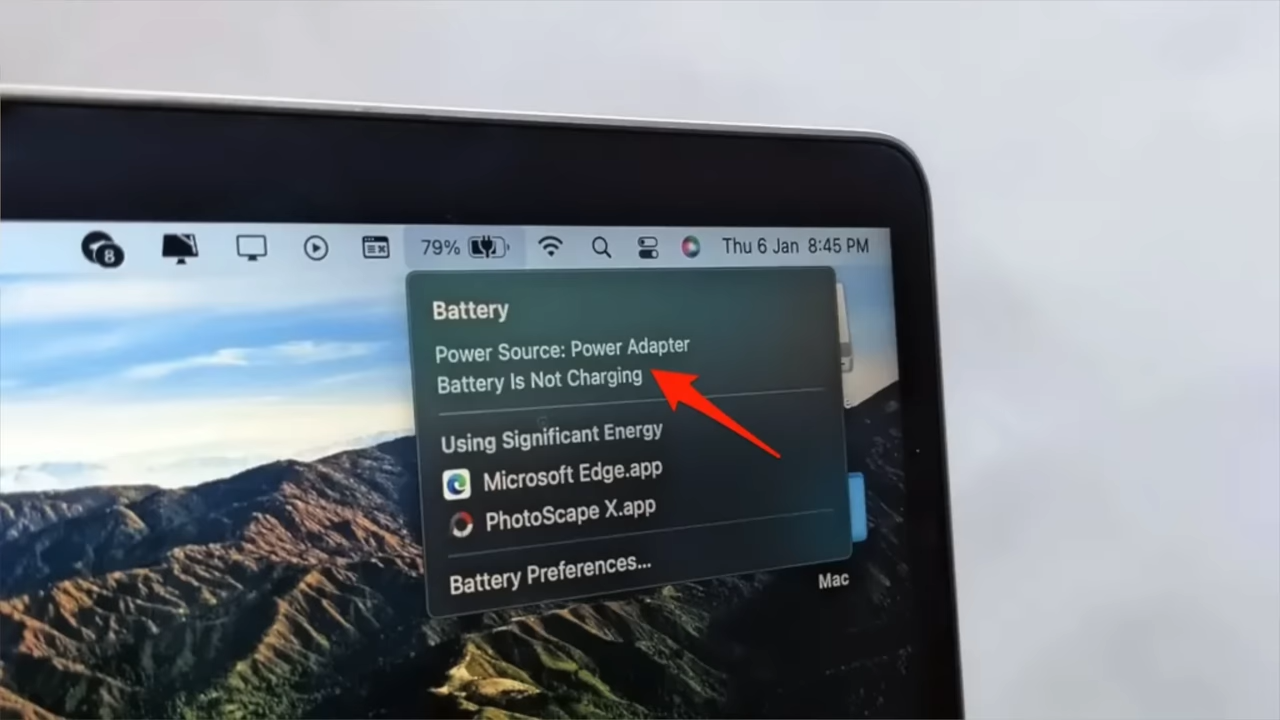 8
79%
Thu 6 Jan 8:45 PM
Battery
Power Source: Power Adapter
Battery Is Not Charging
Using Significant Energy
Microsoft Edge.app
PhotoScape X.app
Battery Preferences...
Mac